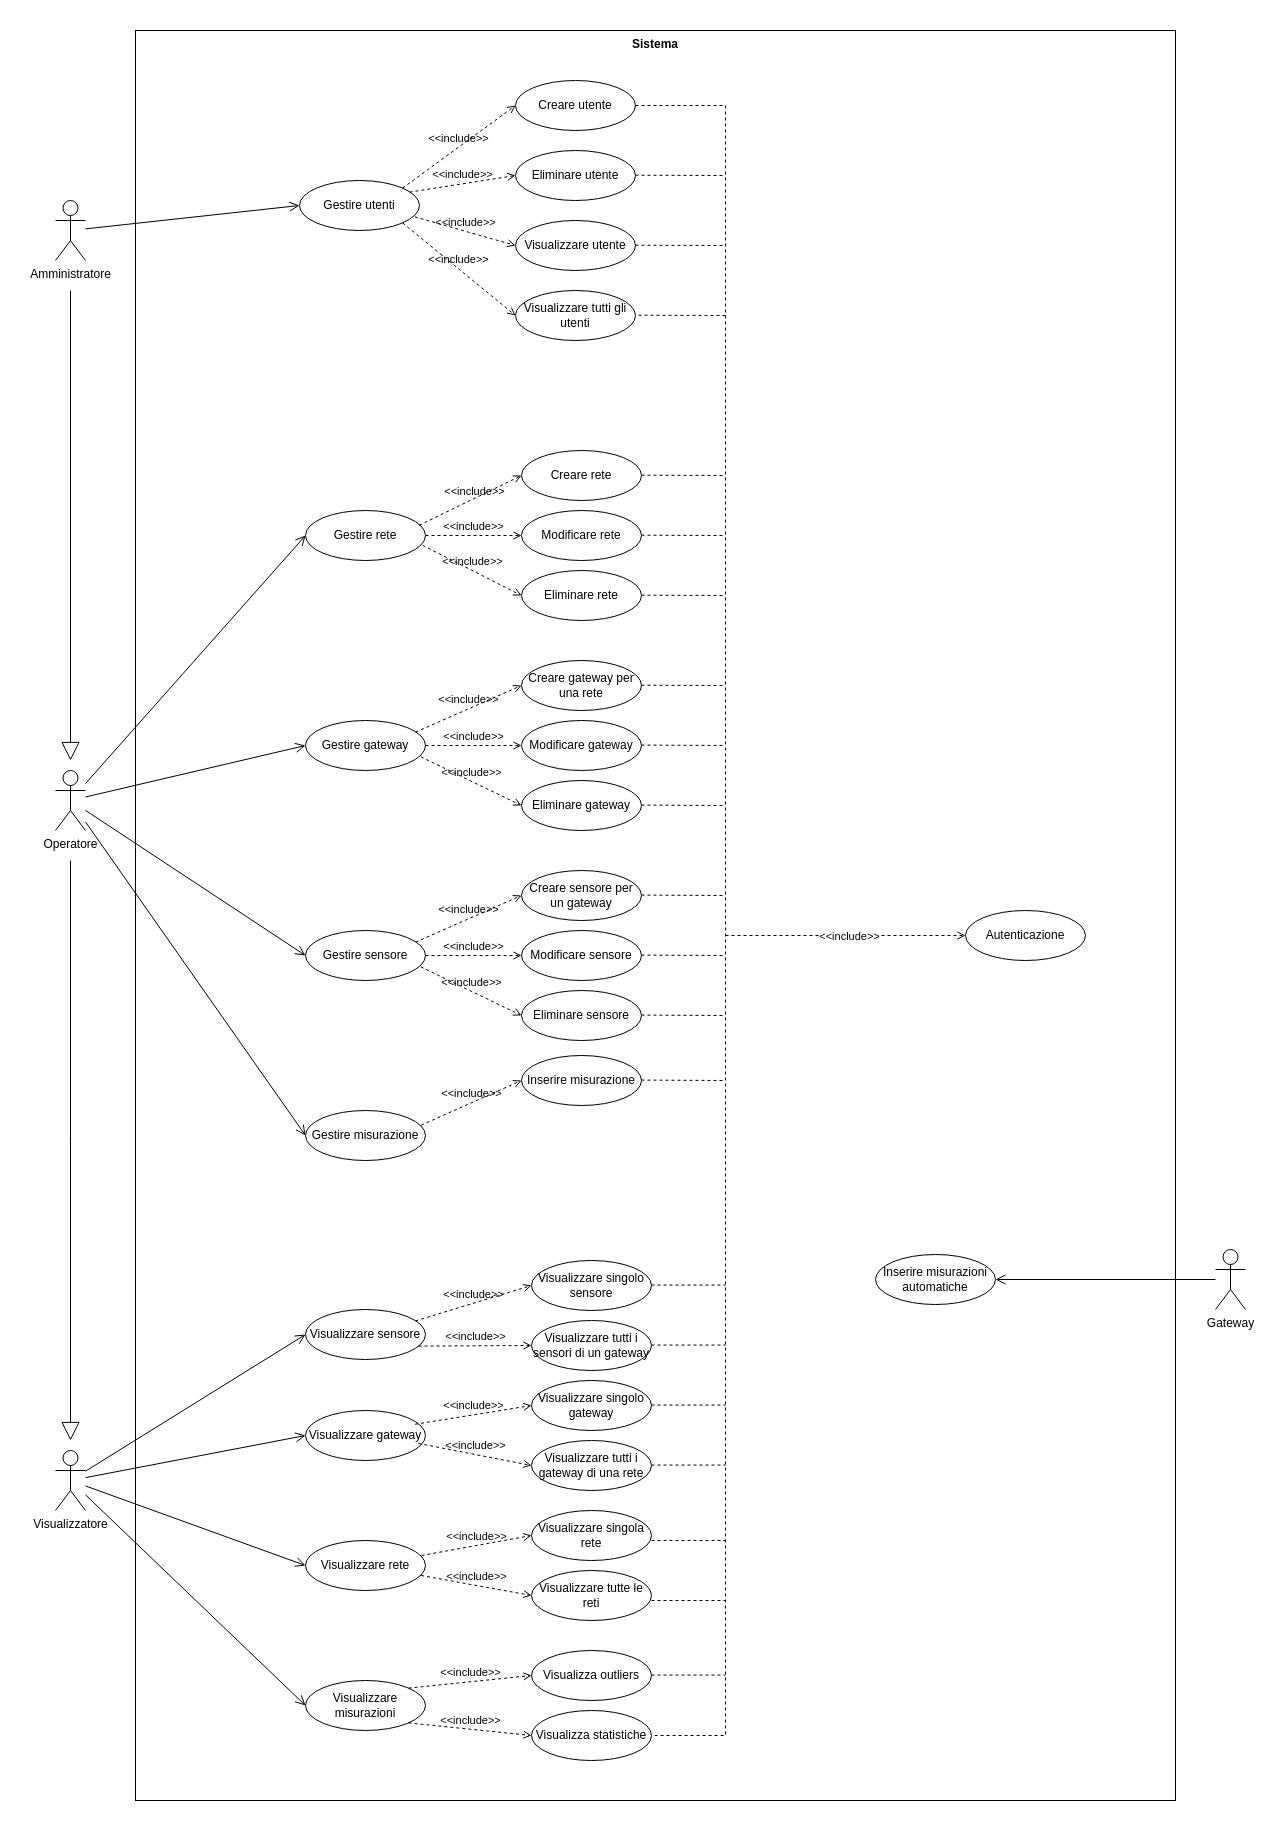 Sistema
Creare utente
<<include>>
Eliminare utente
<<include>>
Gestire utenti
<<include>>
Visualizzare utente
<<include>>
Amministratore
Visualizzare tutti gli
utenti
Creare rete
<<include>>
<<include>>
Gestire rete
Modificare rete
<<include>>
Eliminare rete
Creare gateway per
una rete
<<include>>
<<include>>
Gestire gateway
Modificare gateway
<<include>>
Eliminare gateway
Operatore
Creare sensore per
un gateway
<<include>>
<<include>>
Autenticazione
<<include>>
Gestire sensore
Modificare sensore
<<include>>
Eliminare sensore
Inserire misurazione
<<include>>
Gestire misurazione
Inserire misurazioni
automatiche
Gateway
Visualizzare singolo
sensore
<<include>>
Visualizzare sensore
<<include>>
Visualizzare tutti i
sensori di un gateway
Visualizzare singolo
gateway
<<include>>
Visualizzare gateway
<<include>>
Visualizzare tutti i
gateway di una rete
Visualizzatore
Visualizzare singola
rete
<<include>>
Visualizzare rete
<<include>>
Visualizzare tutte le
reti
<<include>>
Visualizza outliers
Visualizzare
misurazioni
<<include>>
Visualizza statistiche